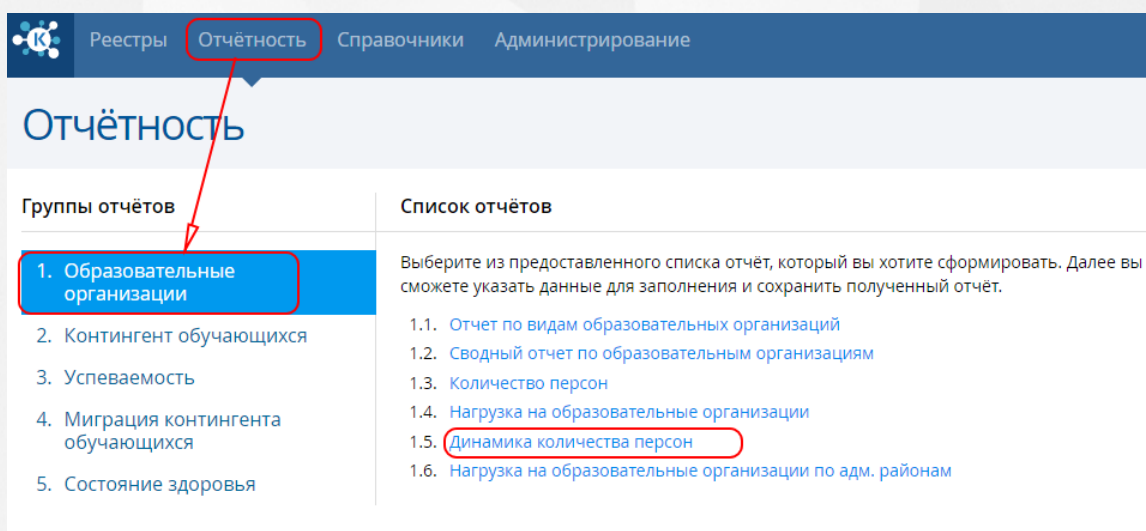 К Реестры Отчётность Справочники Администрирование
Отчётность
Группы отчётов
1. Образовательные
организации
2. Контингент обучающихся
3. Успеваемость
4. Миграция контингента
обучающихся
5. Состояние здоровья
Список отчётов
Выберите из предоставленного списка отчёт, который вы хотите сформировать. Далее вы
сможете указать данные для заполнения и сохранить полученный отчёт.
1.1. Отчет по видам образовательных организаций
1.2. Сводный отчет по образовательным организациям
1.3. Количество персон
1.4. Нагрузка на образовательные организации
1.5. Динамика количества персон
1.6. Нагрузка на образовательные организации по адм. районам